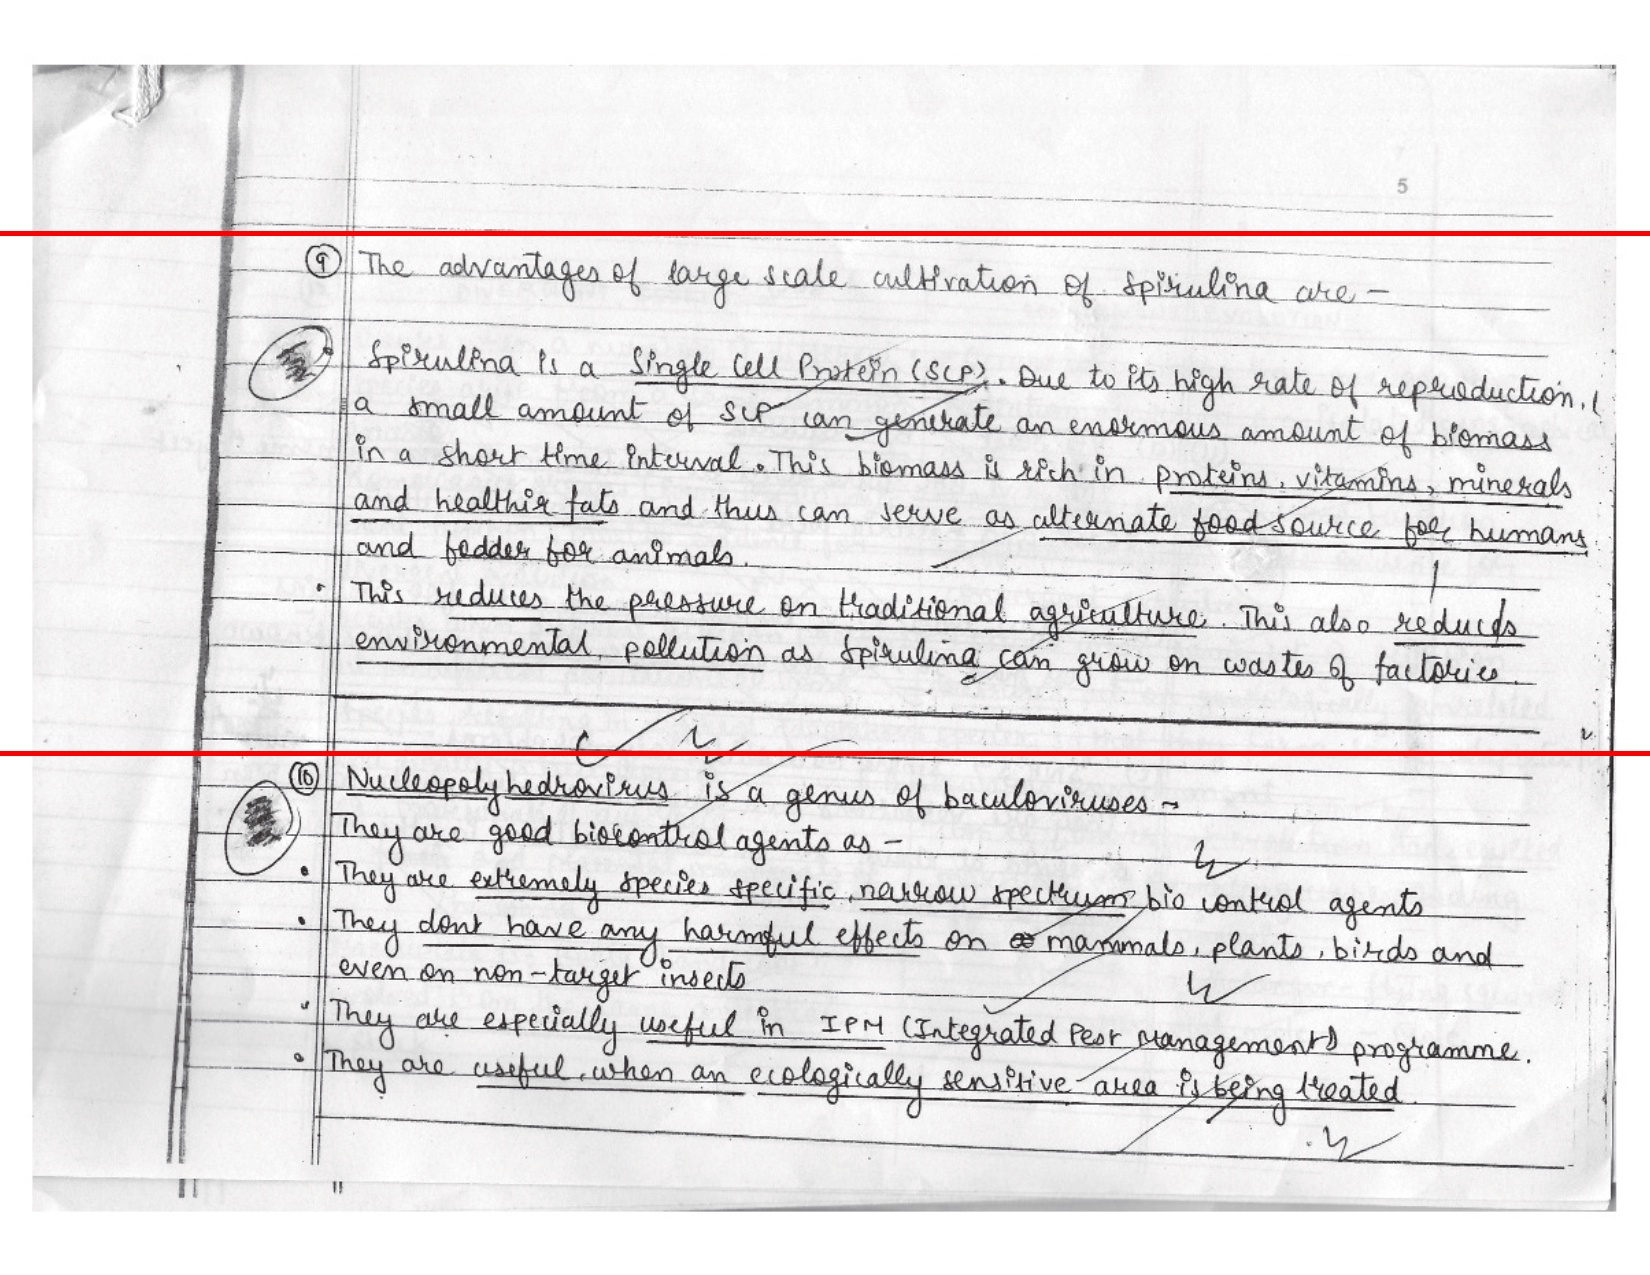 5
9 The advantages of large scale cultivation of Spirulina are -
Spirulina is a Single Cell Protein (SCP). Due to its high rate of reproduction,
a small amount of SCP can generate an enormous amount of biomass
in a short time interval. This biomass is rich in proteins, vitamins, minerals
and healthir fats and thus can serve as alternate food source for humans
and fodder for animals.
• This reduces the pressure on traditional agriculture. This also reduces
environmental pollution as Spirulina can grow on wastes of factories.
10 Nucleopolyhedrovirus is a genus of baculoviruses -
They are good biocontrol agents as -
• They are extremely species specific, narrow spectrum bio control agents
• They dont have any harmful effects on mammals, plants, birds and
even on non-target insects
• They are especially useful in IPM (Integrated Pest Management) programme.
• They are useful when an ecologically sensitive area is being treated.